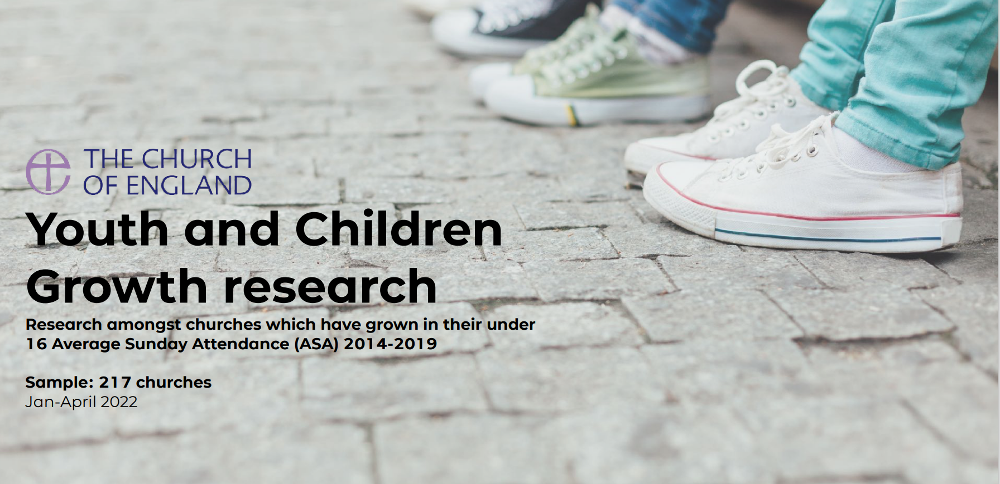 THE CHURCH
OF ENGLAND
Youth and Children
Growth research
Research amongst churches which have grown in their under
16 Average Sunday Attendance (ASA) 2014-2019
Sample: 217 churches
Jan-April 2022